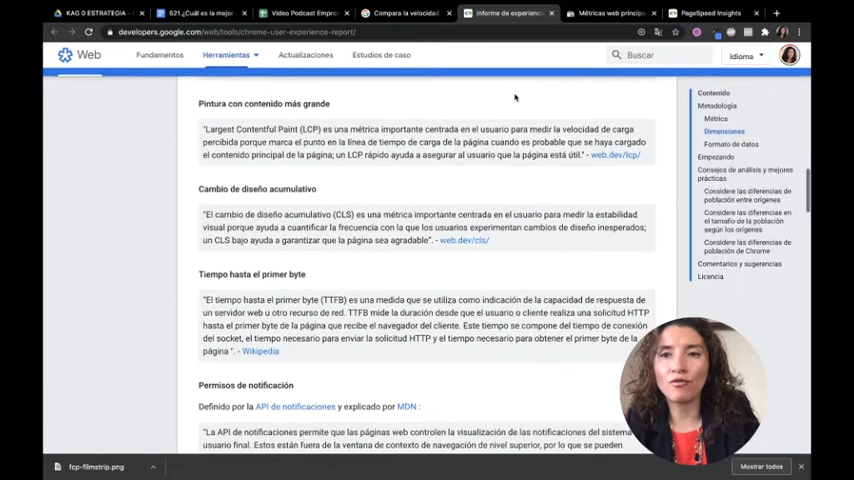 KAG 0 ESTRATEGIA -
521.¿Cuál es la mejor
Video Podcast Empre
Compara la velocidad
Informe de experiencia
Métricas web principa
PageSpeed Insights
developers.google.com/web/tools/chrome-user-experience-report/
Web
Fundamentos
Herramientas
Actualizaciones
Estudios de caso
Buscar
Idioma
Pintura con contenido más grande
"Largest Contentful Paint (LCP) es una métrica importante centrada en el usuario para medir la velocidad de carga
percibida porque marca el punto en la línea de tiempo de carga de la página cuando es probable que se haya cargado
el contenido principal de la página; un LCP rápido ayuda a asegurar al usuario que la página está útil." - web.dev/lcp/
Cambio de diseño acumulativo
"El cambio de diseño acumulativo (CLS) es una métrica importante centrada en el usuario para medir la estabilidad
visual porque ayuda a cuantificar la frecuencia con la que los usuarios experimentan cambios de diseño inesperados;
un CLS bajo ayuda a garantizar que la página sea agradable". - web.dev/cls/
Tiempo hasta el primer byte
"El tiempo hasta el primer byte (TTFB) es una medida que se utiliza como indicación de la capacidad de respuesta de
un servidor web u otro recurso de red. TTFB mide la duración desde que el usuario o cliente realiza una solicitud HTTP
hasta el primer byte de la página que recibe el navegador del cliente. Este tiempo se compone del tiempo de conexión
del socket, el tiempo necesario para enviar la solicitud HTTP y el tiempo necesario para obtener el primer byte de la
página ". - Wikipedia
Permisos de notificación
Definido por la API de notificaciones y explicado por MDN :
"La API de notificaciones permite que las páginas web controlen la visualización de las notificaciones del sistema
usuario final. Estos están fuera de la ventana de contexto de navegación de nivel superior, por lo que se pueden
Contenido
Metodología
Métrica
Dimensiones
Formato de datos
Empezando
Consejos de análisis y mejores
prácticas
Considere las diferencias de
población entre orígenes
Considere las diferencias en
el tamaño de la población
según los orígenes
Considere las diferencias de
población de Chrome
Comentarios y sugerencias
Licencia
fcp-filmstrip.png
Mostrar todos